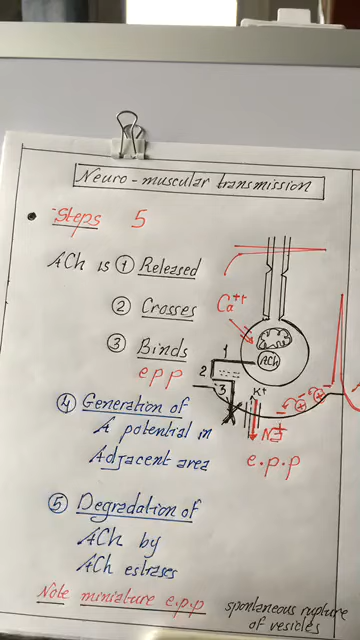 Neuro-muscular transmission
Steps 5
ACh is ① Released
② Crosses
③ Binds
epp
④ Generation of
A potential in
Adjacent area
⑤ Degradation of
ACh by
ACh estrases
Note miniature e.p.p spontaneous rupture
of vesicles
Ca++
1
ACh
2
3
K+
Na+
e.p.p